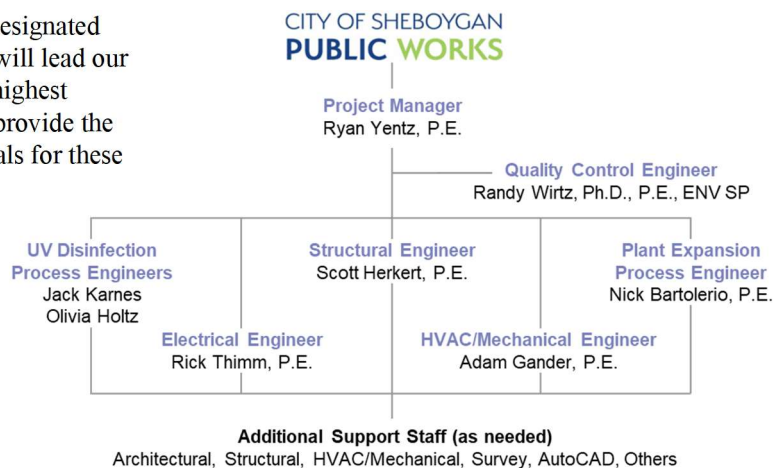 esignated
will lead our
highest
provide the
als for these
CITY OF SHEBOYGAN
PUBLIC WORKS
Project Manager
Ryan Yentz, P.E.
Quality Control Engineer
Randy Wirtz, Ph.D., P.E., ENV SP
UV Disinfection
Process Engineers
Jack Karnes
Olivia Holtz
Structural Engineer
Scott Herkert, P.E.
Plant Expansion
Process Engineer
Nick Bartolerio, P.E.
Electrical Engineer
Rick Thimm, P.E.
HVAC/Mechanical Engineer
Adam Gander, P.E.
Additional Support Staff (as needed)
Architectural, Structural, HVAC/Mechanical, Survey, AutoCAD, Others